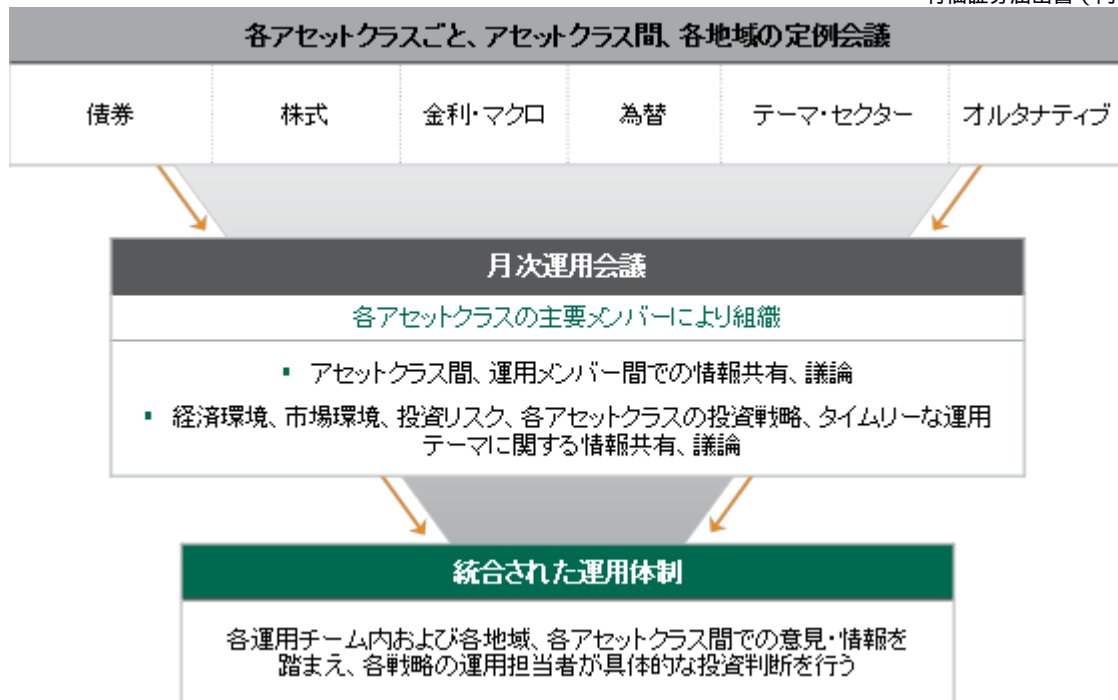 各アセットクラスごと、アセットクラス間、各地域の定例会議
債券 株式 金利・マクロ 為替 テーマ・セクター オルタナティブ
月次運用会議
各アセットクラスの主要メンバーにより組織
▪ アセットクラス間、運用メンバー間での情報共有、議論
▪ 経済環境、市場環境、投資リスク、各アセットクラスの投資戦略、タイムリーな運用
テーマに関する情報共有、議論
統合された運用体制
各運用チーム内および各地域、各アセットクラス間での意見・情報を
踏まえ、各戦略の運用担当者が具体的な投資判断を行う